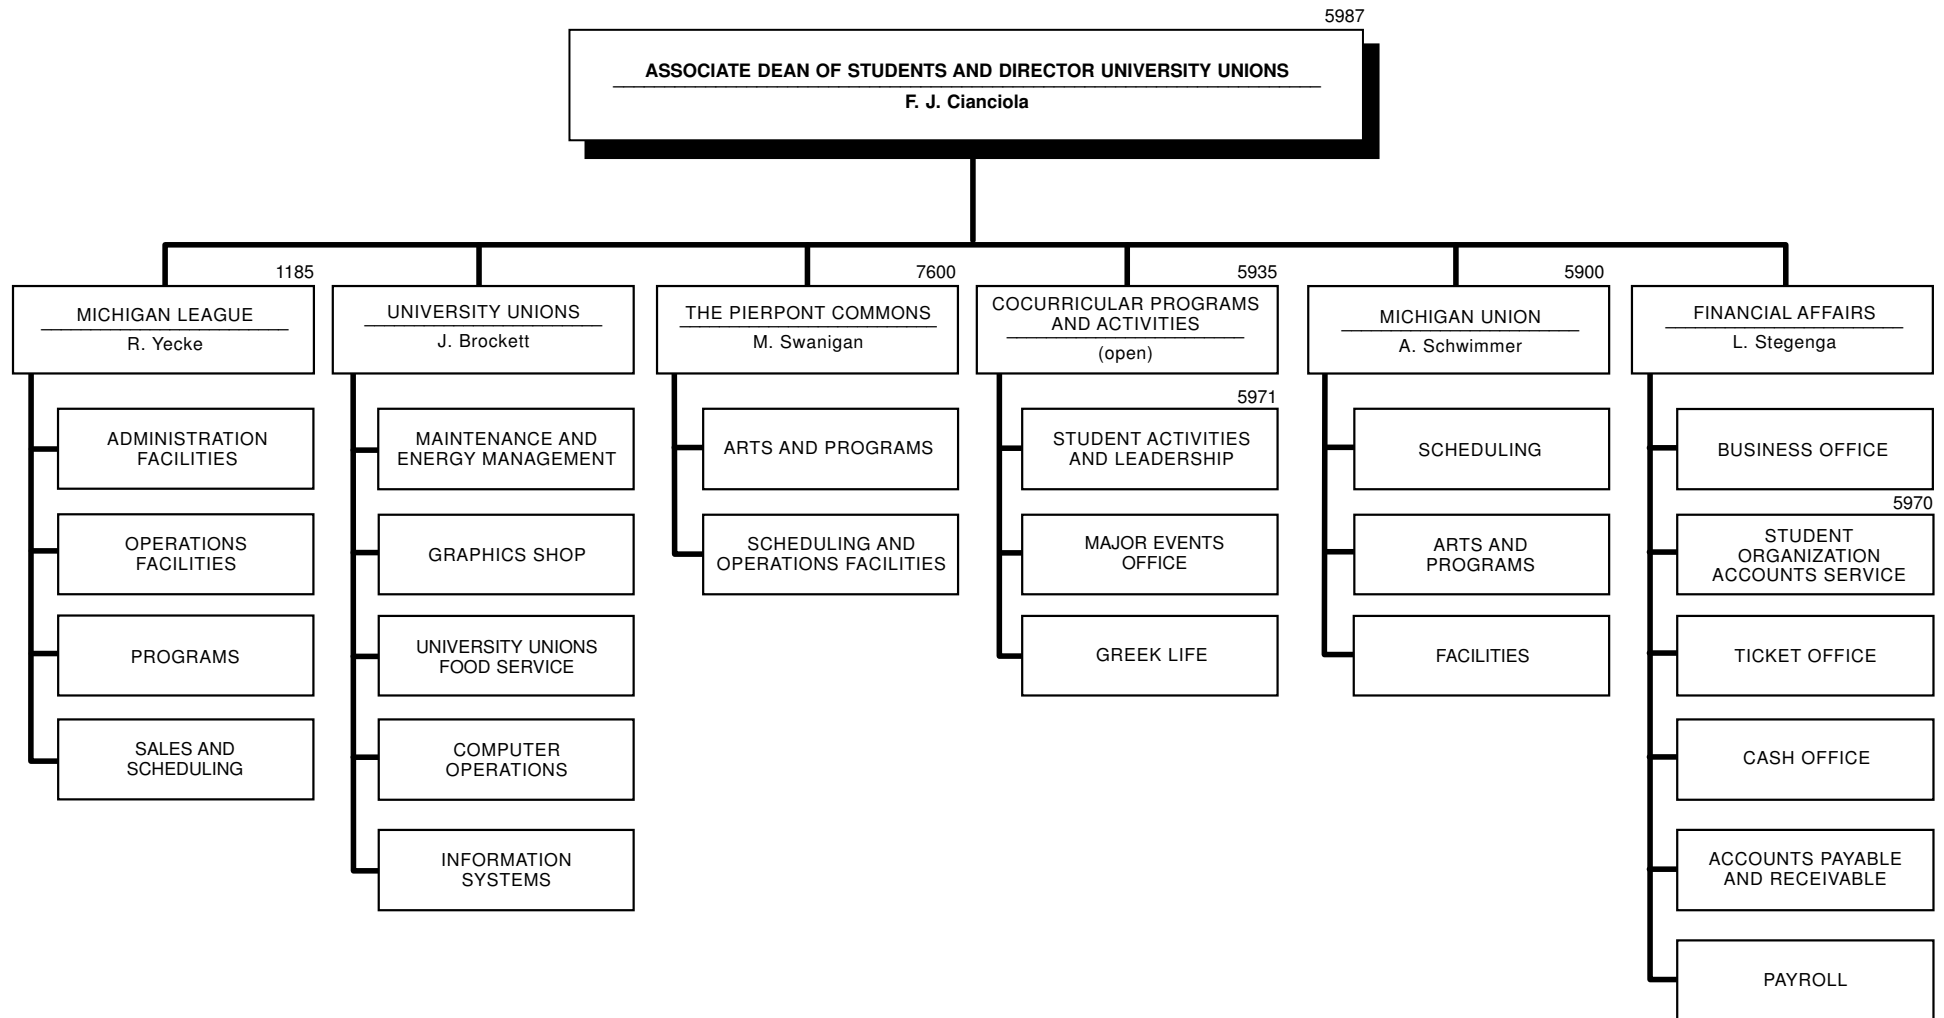 5987
ASSOCIATE DEAN OF STUDENTS AND DIRECTOR UNIVERSITY UNIONS
F. J. Cianciola
1185
MICHIGAN LEAGUE
R. Yecke
ADMINISTRATION
FACILITIES
OPERATIONS
FACILITIES
PROGRAMS
SALES AND
SCHEDULING
UNIVERSITY UNIONS
J. Brockett
MAINTENANCE AND
ENERGY MANAGEMENT
GRAPHICS SHOP
UNIVERSITY UNIONS
FOOD SERVICE
COMPUTER
OPERATIONS
INFORMATION
SYSTEMS
7600
THE PIERPONT COMMONS
M. Swanigan
ARTS AND PROGRAMS
SCHEDULING AND
OPERATIONS FACILITIES
5935
COCURRICULAR PROGRAMS
AND ACTIVITIES
(open)
5971
STUDENT ACTIVITIES
AND LEADERSHIP
MAJOR EVENTS
OFFICE
GREEK LIFE
5900
MICHIGAN UNION
A. Schwimmer
SCHEDULING
ARTS AND
PROGRAMS
FACILITIES
FINANCIAL AFFAIRS
L. Stegenga
BUSINESS OFFICE
5970
STUDENT
ORGANIZATION
ACCOUNTS SERVICE
TICKET OFFICE
CASH OFFICE
ACCOUNTS PAYABLE
AND RECEIVABLE
PAYROLL